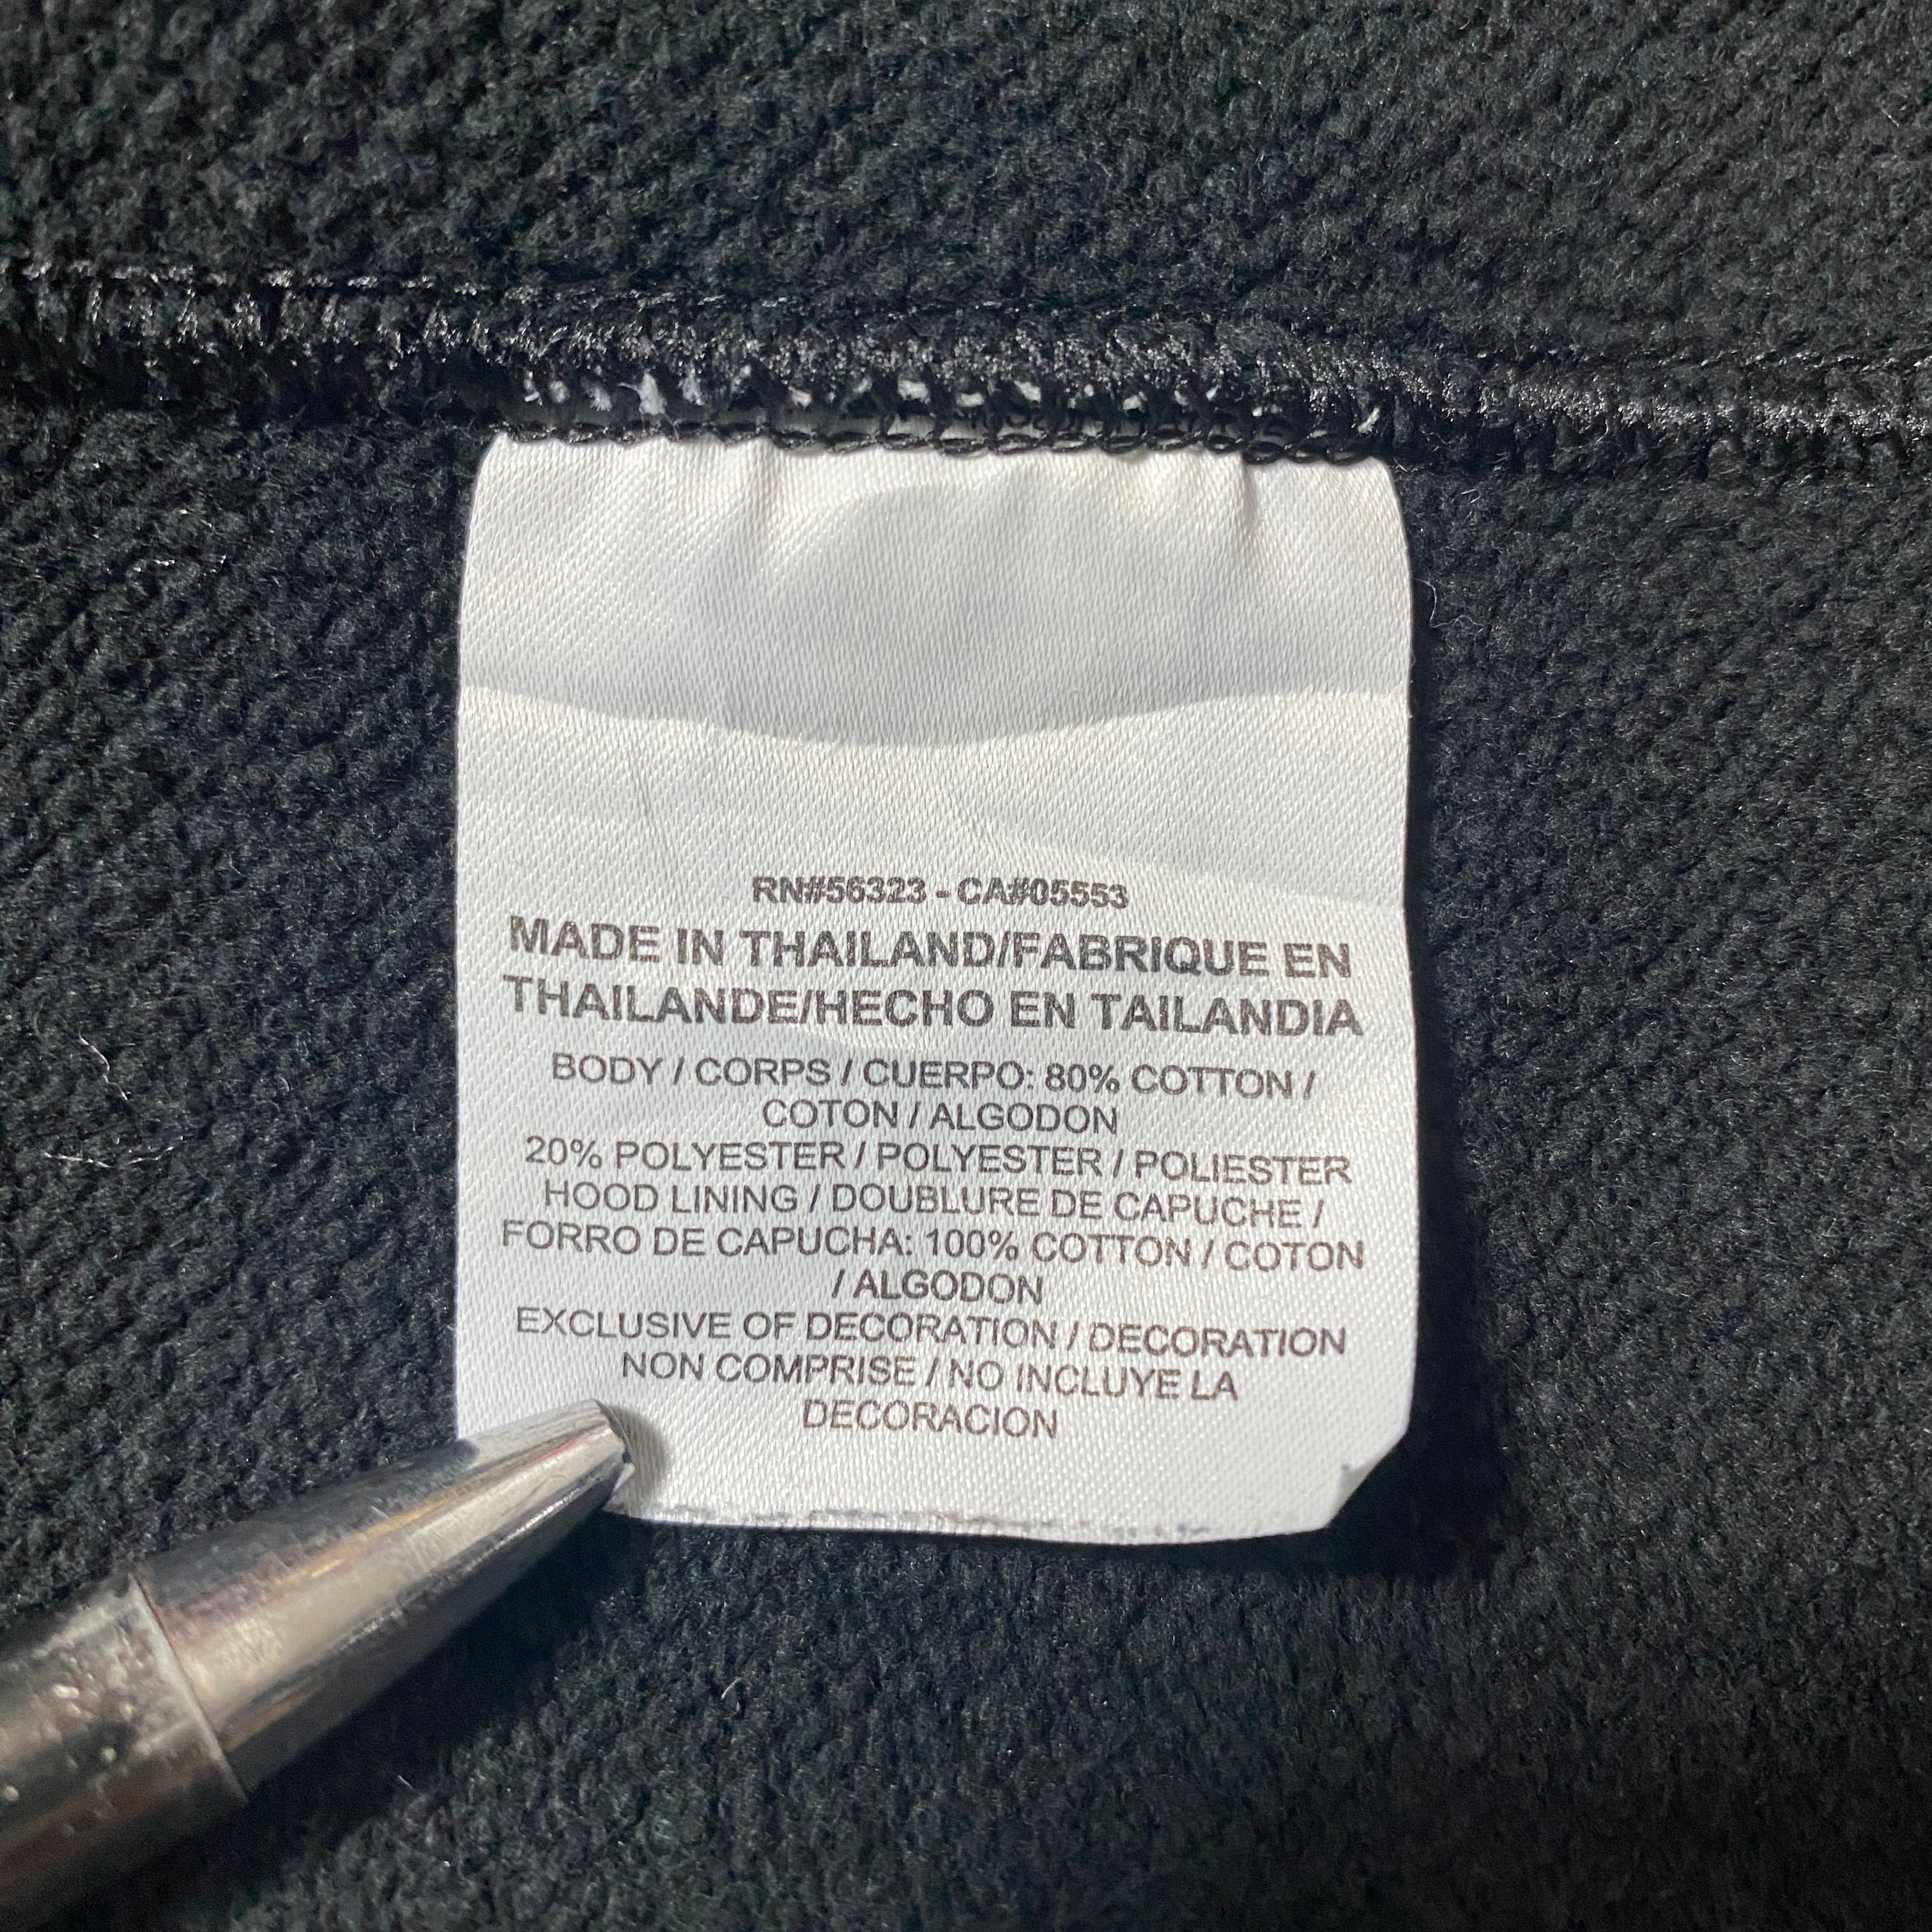 RN#56323 - CA#05553
MADE IN THAILAND/FABRIQUE EN
THAILANDE/HECHO EN TAILANDIA
BODY / CORPS / CUERPO: 80% COTTON /
COTON / ALGODON
20% POLYESTER / POLYESTER / POLIESTER
HOOD LINING / DOUBLURE DE CAPUCHE /
FORRO DE CAPUCHA: 100% COTTON / COTON
/ ALGODON
EXCLUSIVE OF DECORATION / DECORATION
NON COMPRISE / NO INCLUYE LA
DECORACION